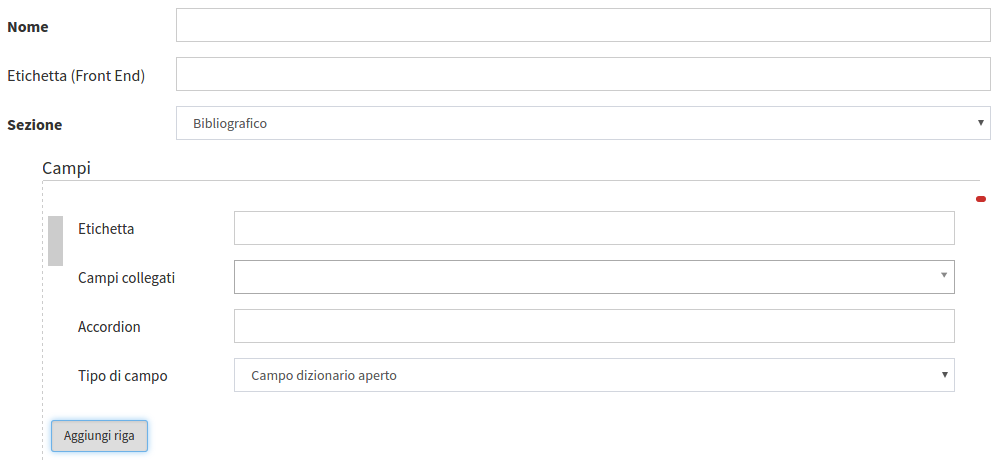 Nome
Etichetta (Front End)
Sezione
Bibliografico
Campi
Etichetta
Campi collegati
Accordion
Tipo di campo
Campo dizionario aperto
Aggiungi riga